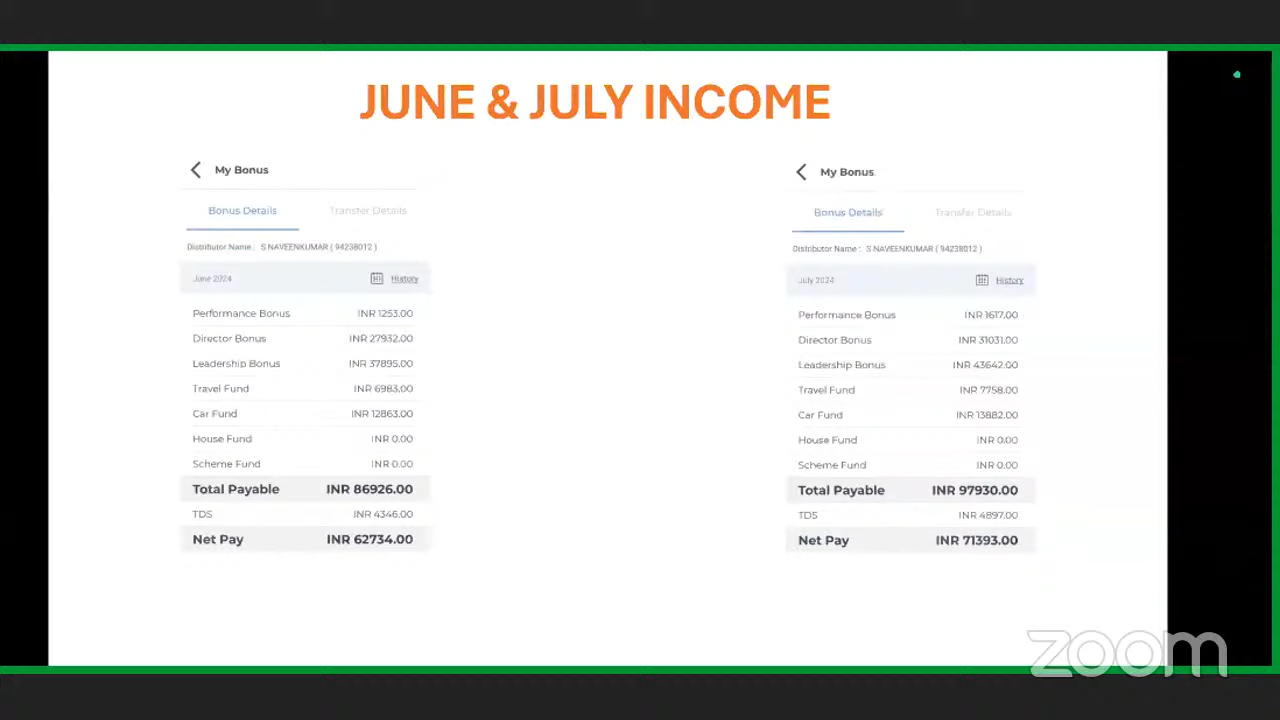 JUNE & JULY INCOME
My Bonus
Bonus Details Transfer Details
Distributor Name : S NAVEENKUMAR ( 94238012 )
June 2024 History
Performance Bonus INR 1253.00
Director Bonus INR 27932.00
Leadership Bonus INR 37895.00
Travel Fund INR 6983.00
Car Fund INR 12863.00
House Fund INR 0.00
Scheme Fund INR 0.00
Total Payable INR 86926.00
TDS INR 4346.00
Net Pay INR 62734.00
My Bonus
Bonus Details Transfer Details
Distributor Name : S NAVEENKUMAR ( 94238012 )
July 2024 History
Performance Bonus INR 1617.00
Director Bonus INR 31031.00
Leadership Bonus INR 43642.00
Travel Fund INR 7758.00
Car Fund INR 13882.00
House Fund INR 0.00
Scheme Fund INR 0.00
Total Payable INR 97930.00
TDS INR 4897.00
Net Pay INR 71393.00
zoom